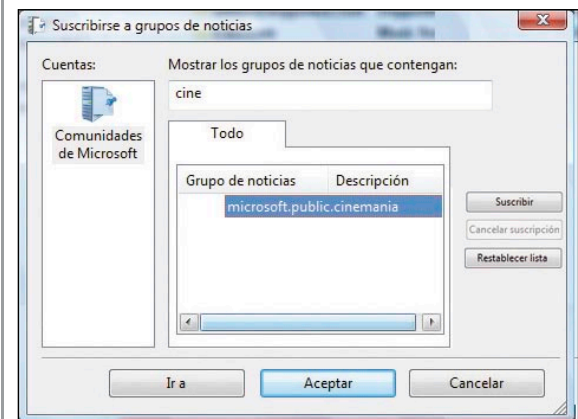 Suscribirse a grupos de noticias
Cuentas:
Mostrar los grupos de noticias que contengan:
cine
Comunidades
de Microsoft
Todo
Grupo de noticias Descripción
microsoft.public.cinemania
Suscribir
Cancelar suscripción
Restablecer lista
Ir a Aceptar Cancelar